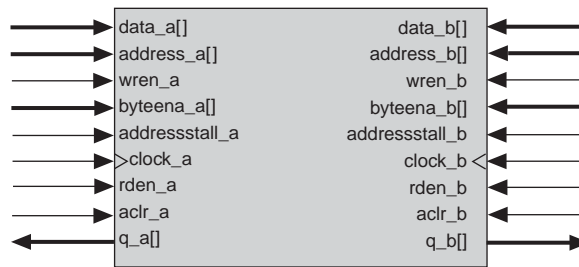 data_a[] data_b[]
address_a[] address_b[]
wren_a wren_b
byteena_a[] byteena_b[]
addressstall_a addressstall_b
clock_a clock_b
rden_a rden_b
aclr_a aclr_b
q_a[] q_b[]